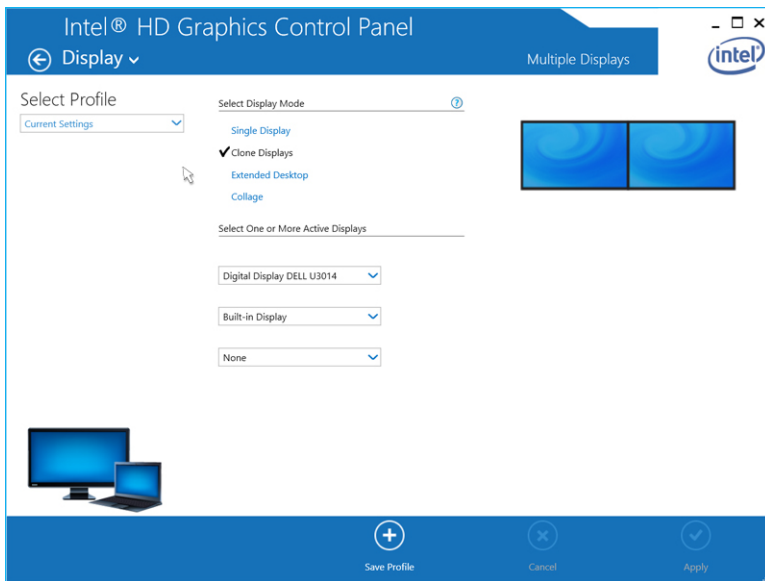 Intel® HD Graphics Control Panel
Display
Multiple Displays
intel
Select Profile
Current Settings
Select Display Mode
?
Single Display
Clone Displays
Extended Desktop
Collage
Select One or More Active Displays
Digital Display DELL U3014
Built-in Display
None
Save Profile
Cancel
Apply